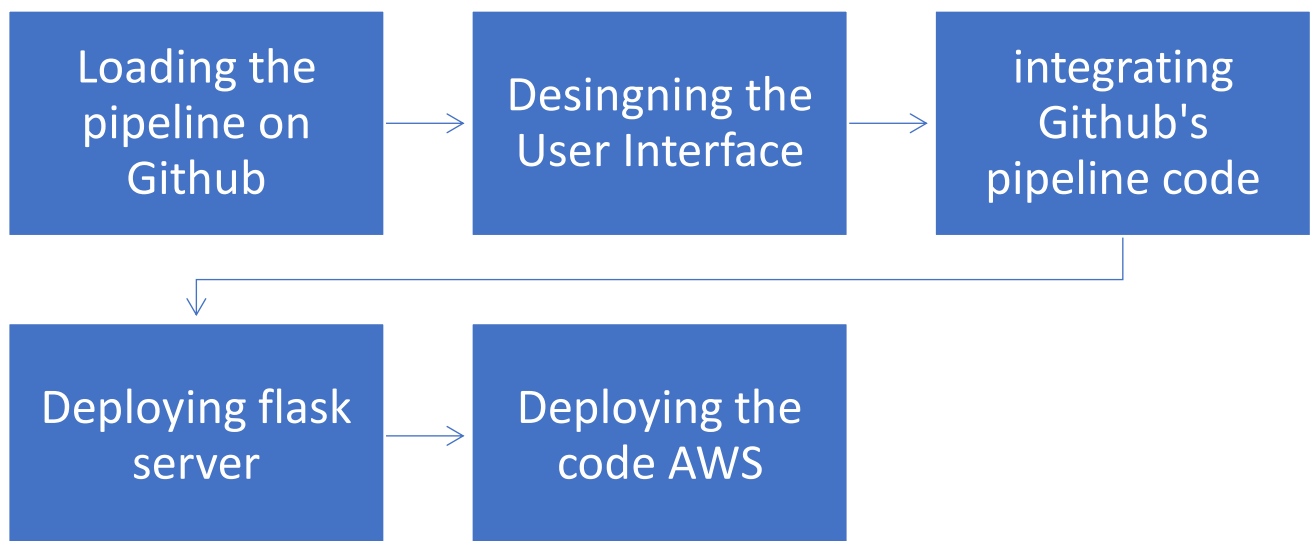 Loading the
pipeline on
Github
Desingning the
User Interface
integrating
Github's
pipeline code
Deploying flask
server
Deploying the
code AWS